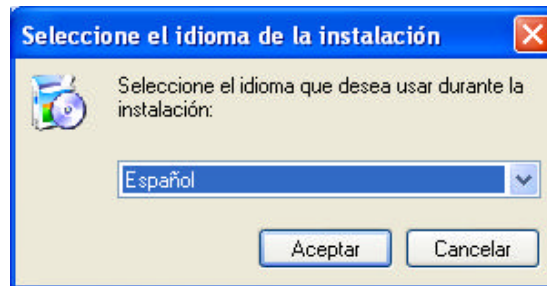 Seleccione el idioma de la instalación
Seleccione el idioma que desea usar durante la
instalación:
Español
Aceptar Cancelar